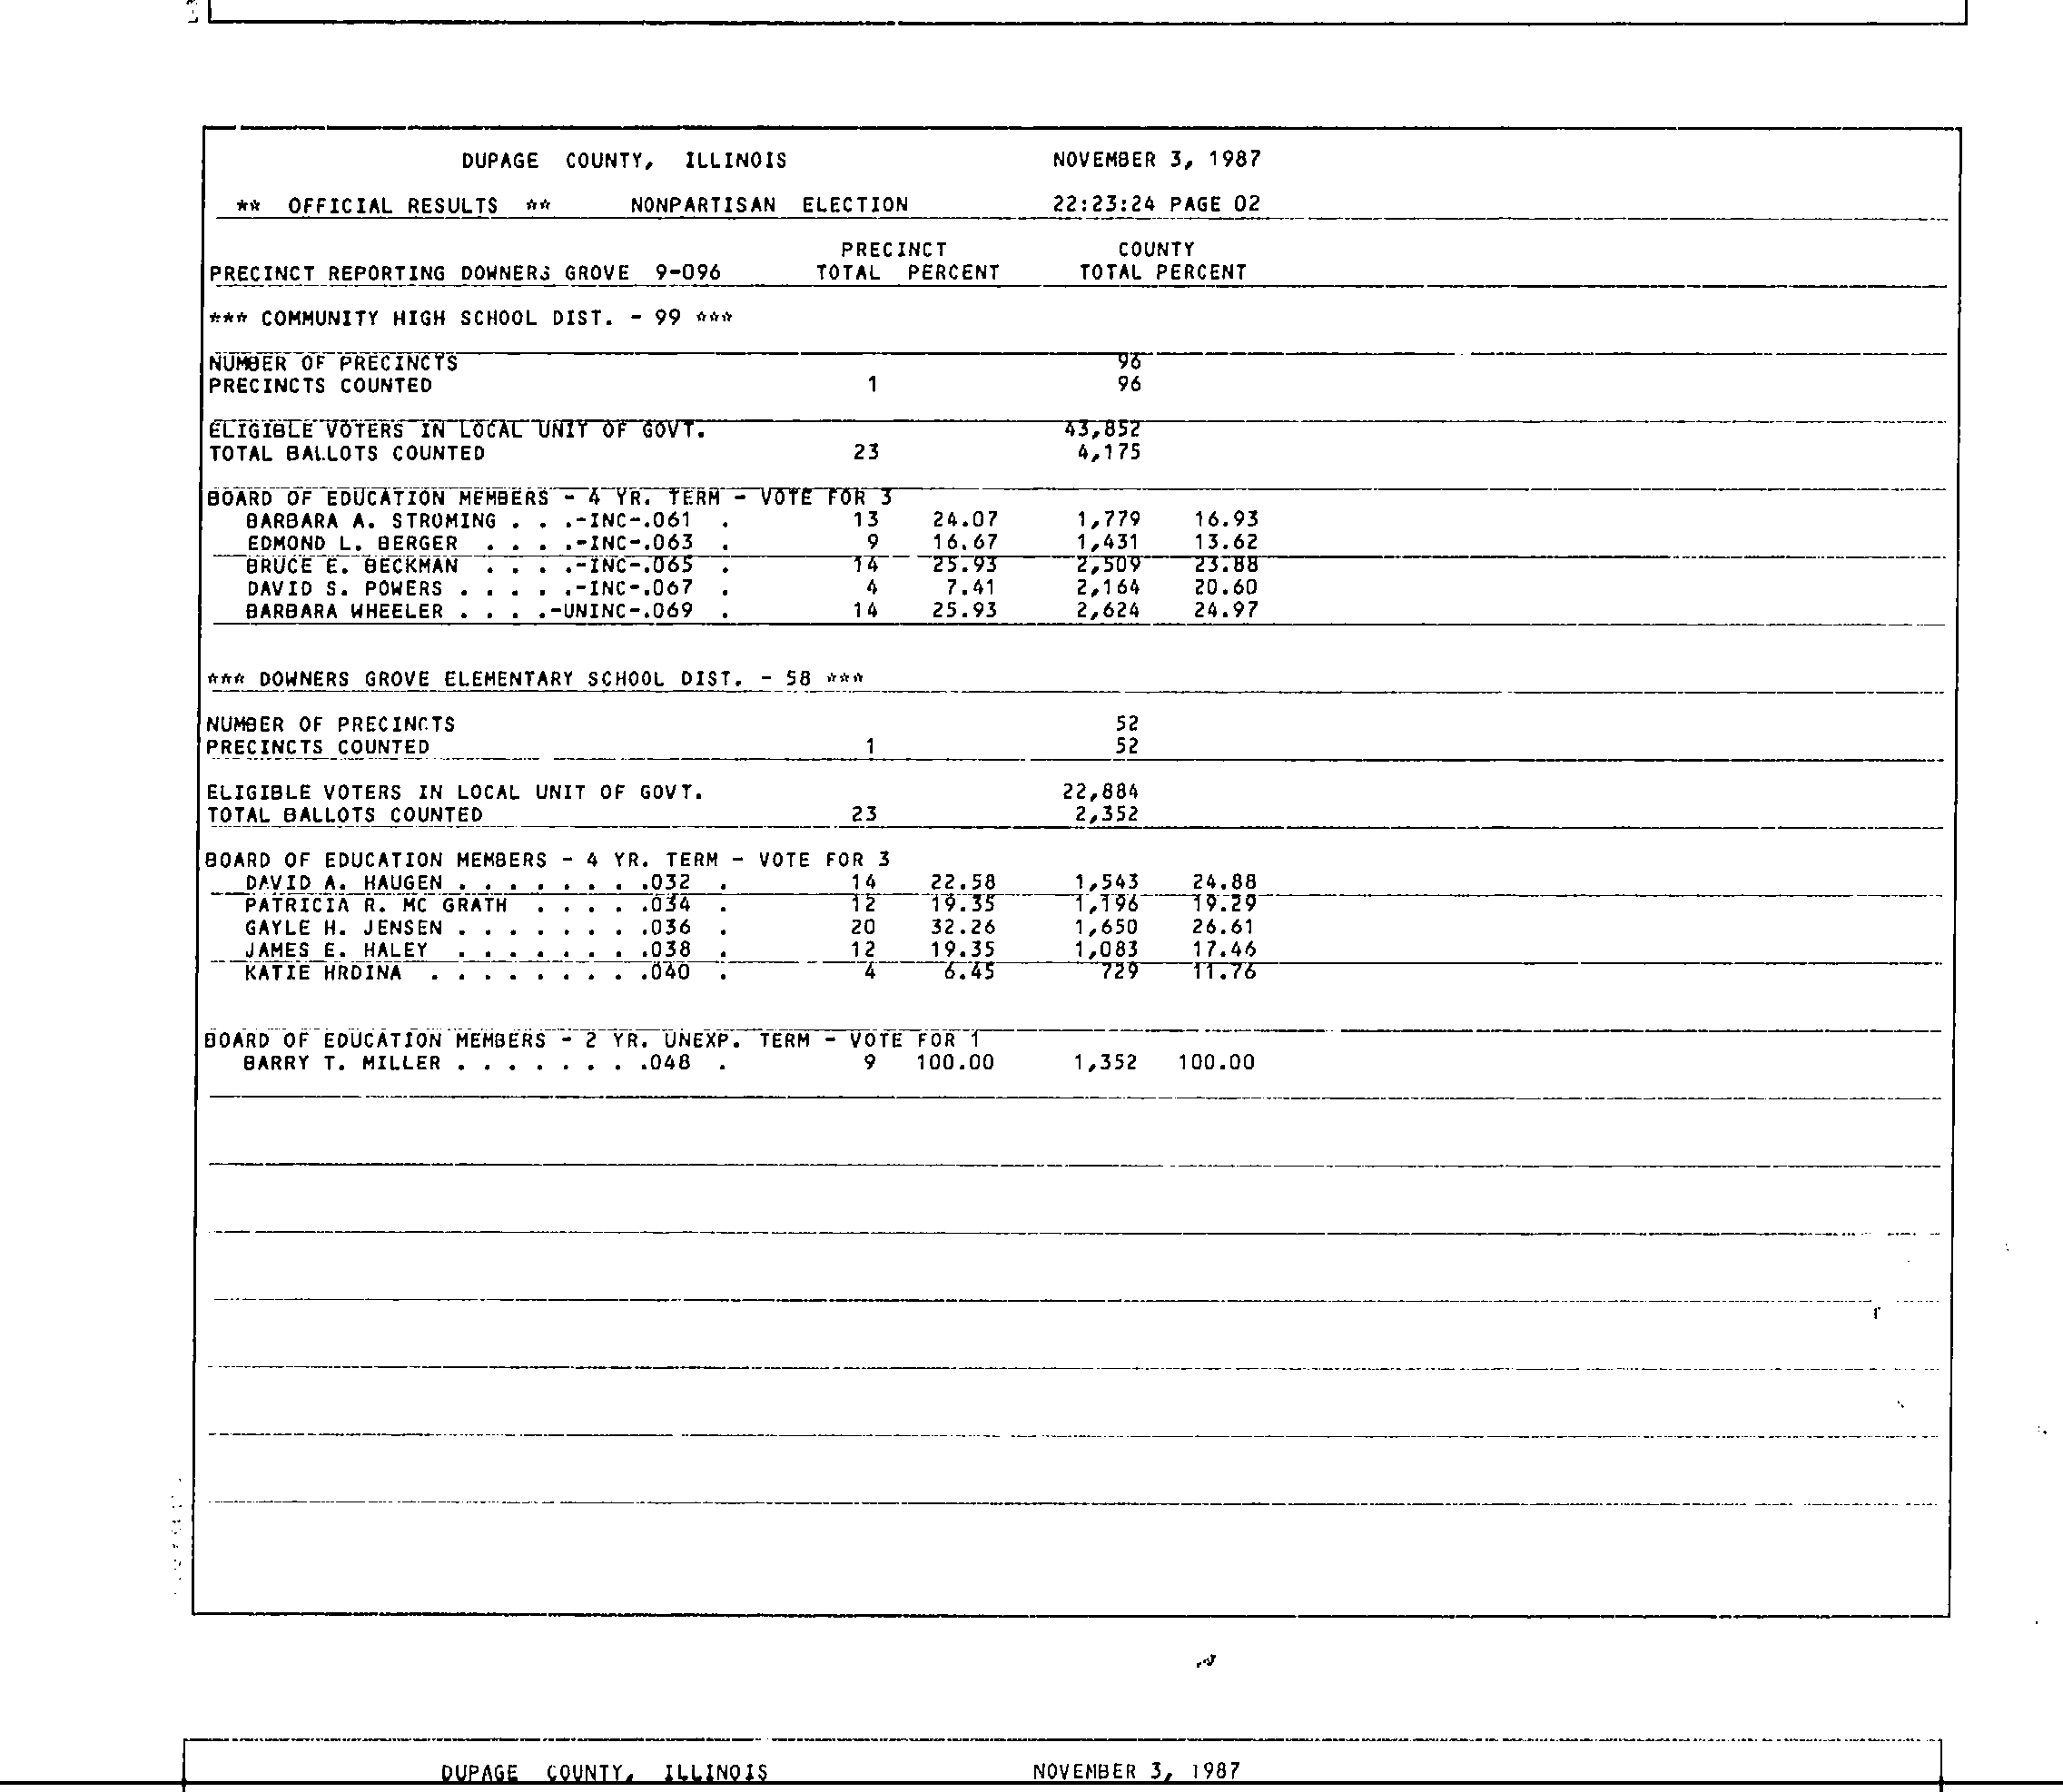 DUPAGE COUNTY, ILLINOIS NOVEMBER 3, 1987
** OFFICIAL RESULTS ** NONPARTISAN ELECTION 22:23:24 PAGE 02
PRECINCT COUNTY
PRECINCT REPORTING DOWNERS GROVE 9-096 TOTAL PERCENT TOTAL PERCENT
*** COMMUNITY HIGH SCHOOL DIST. - 99 ***
NUMBER OF PRECINCTS 96
PRECINCTS COUNTED 1 96
ELIGIBLE VOTERS IN LOCAL UNIT OF GOVT. 43,852
TOTAL BALLOTS COUNTED 23 4,175
BOARD OF EDUCATION MEMBERS - 4 YR. TERM - VOTE FOR 3
BARBARA A. STROMING . . .-INC-.061 . 13 24.07 1,779 16.93
EDMOND L. BERGER . . . .-INC-.063 . 9 16.67 1,431 13.62
BRUCE E. BECKMAN . . . .-INC-.065 . 14 25.93 2,509 23.88
DAVID S. POWERS . . . . .-INC-.067 . 4 7.41 2,164 20.60
BARBARA WHEELER . . . .-UNINC-.069 . 14 25.93 2,624 24.97
*** DOWNERS GROVE ELEMENTARY SCHOOL DIST. - 58 ***
NUMBER OF PRECINCTS 52
PRECINCTS COUNTED 1 52
ELIGIBLE VOTERS IN LOCAL UNIT OF GOVT. 22,884
TOTAL BALLOTS COUNTED 23 2,352
BOARD OF EDUCATION MEMBERS - 4 YR. TERM - VOTE FOR 3
DAVID A. HAUGEN . . . . . . . .032 . 14 22.58 1,543 24.88
PATRICIA R. MC GRATH . . . . .034 . 12 19.35 1,196 19.29
GAYLE H. JENSEN . . . . . . . .036 . 20 32.26 1,650 26.61
JAMES E. HALEY . . . . . . . .038 . 12 19.35 1,083 17.46
KATIE HRDINA . . . . . . . . .040 . 4 6.45 729 11.76
BOARD OF EDUCATION MEMBERS - 2 YR. UNEXP. TERM - VOTE FOR 1
BARRY T. MILLER . . . . . . . .048 . 9 100.00 1,352 100.00
DUPAGE COUNTY, ILLINOIS NOVEMBER 3, 1987